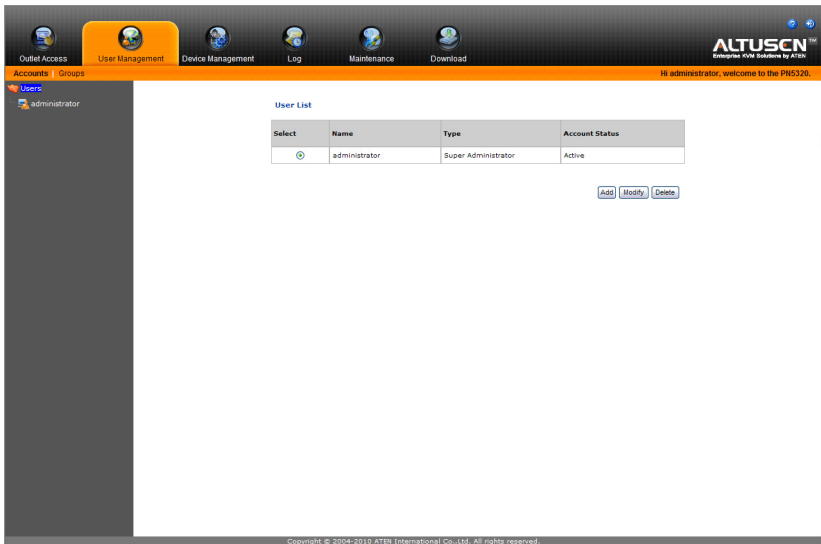 ALTUSEN™
Enterprise KVM Solutions by ATEN
Outlet Access User Management Device Management Log Maintenance Download
Accounts | Groups
Hi administrator, welcome to the PN5320.
Users
administrator
User List
Select Name Type Account Status
administrator Super Administrator Active
Add Modify Delete
Copyright © 2004-2010 ATEN International Co.,Ltd. All rights reserved.